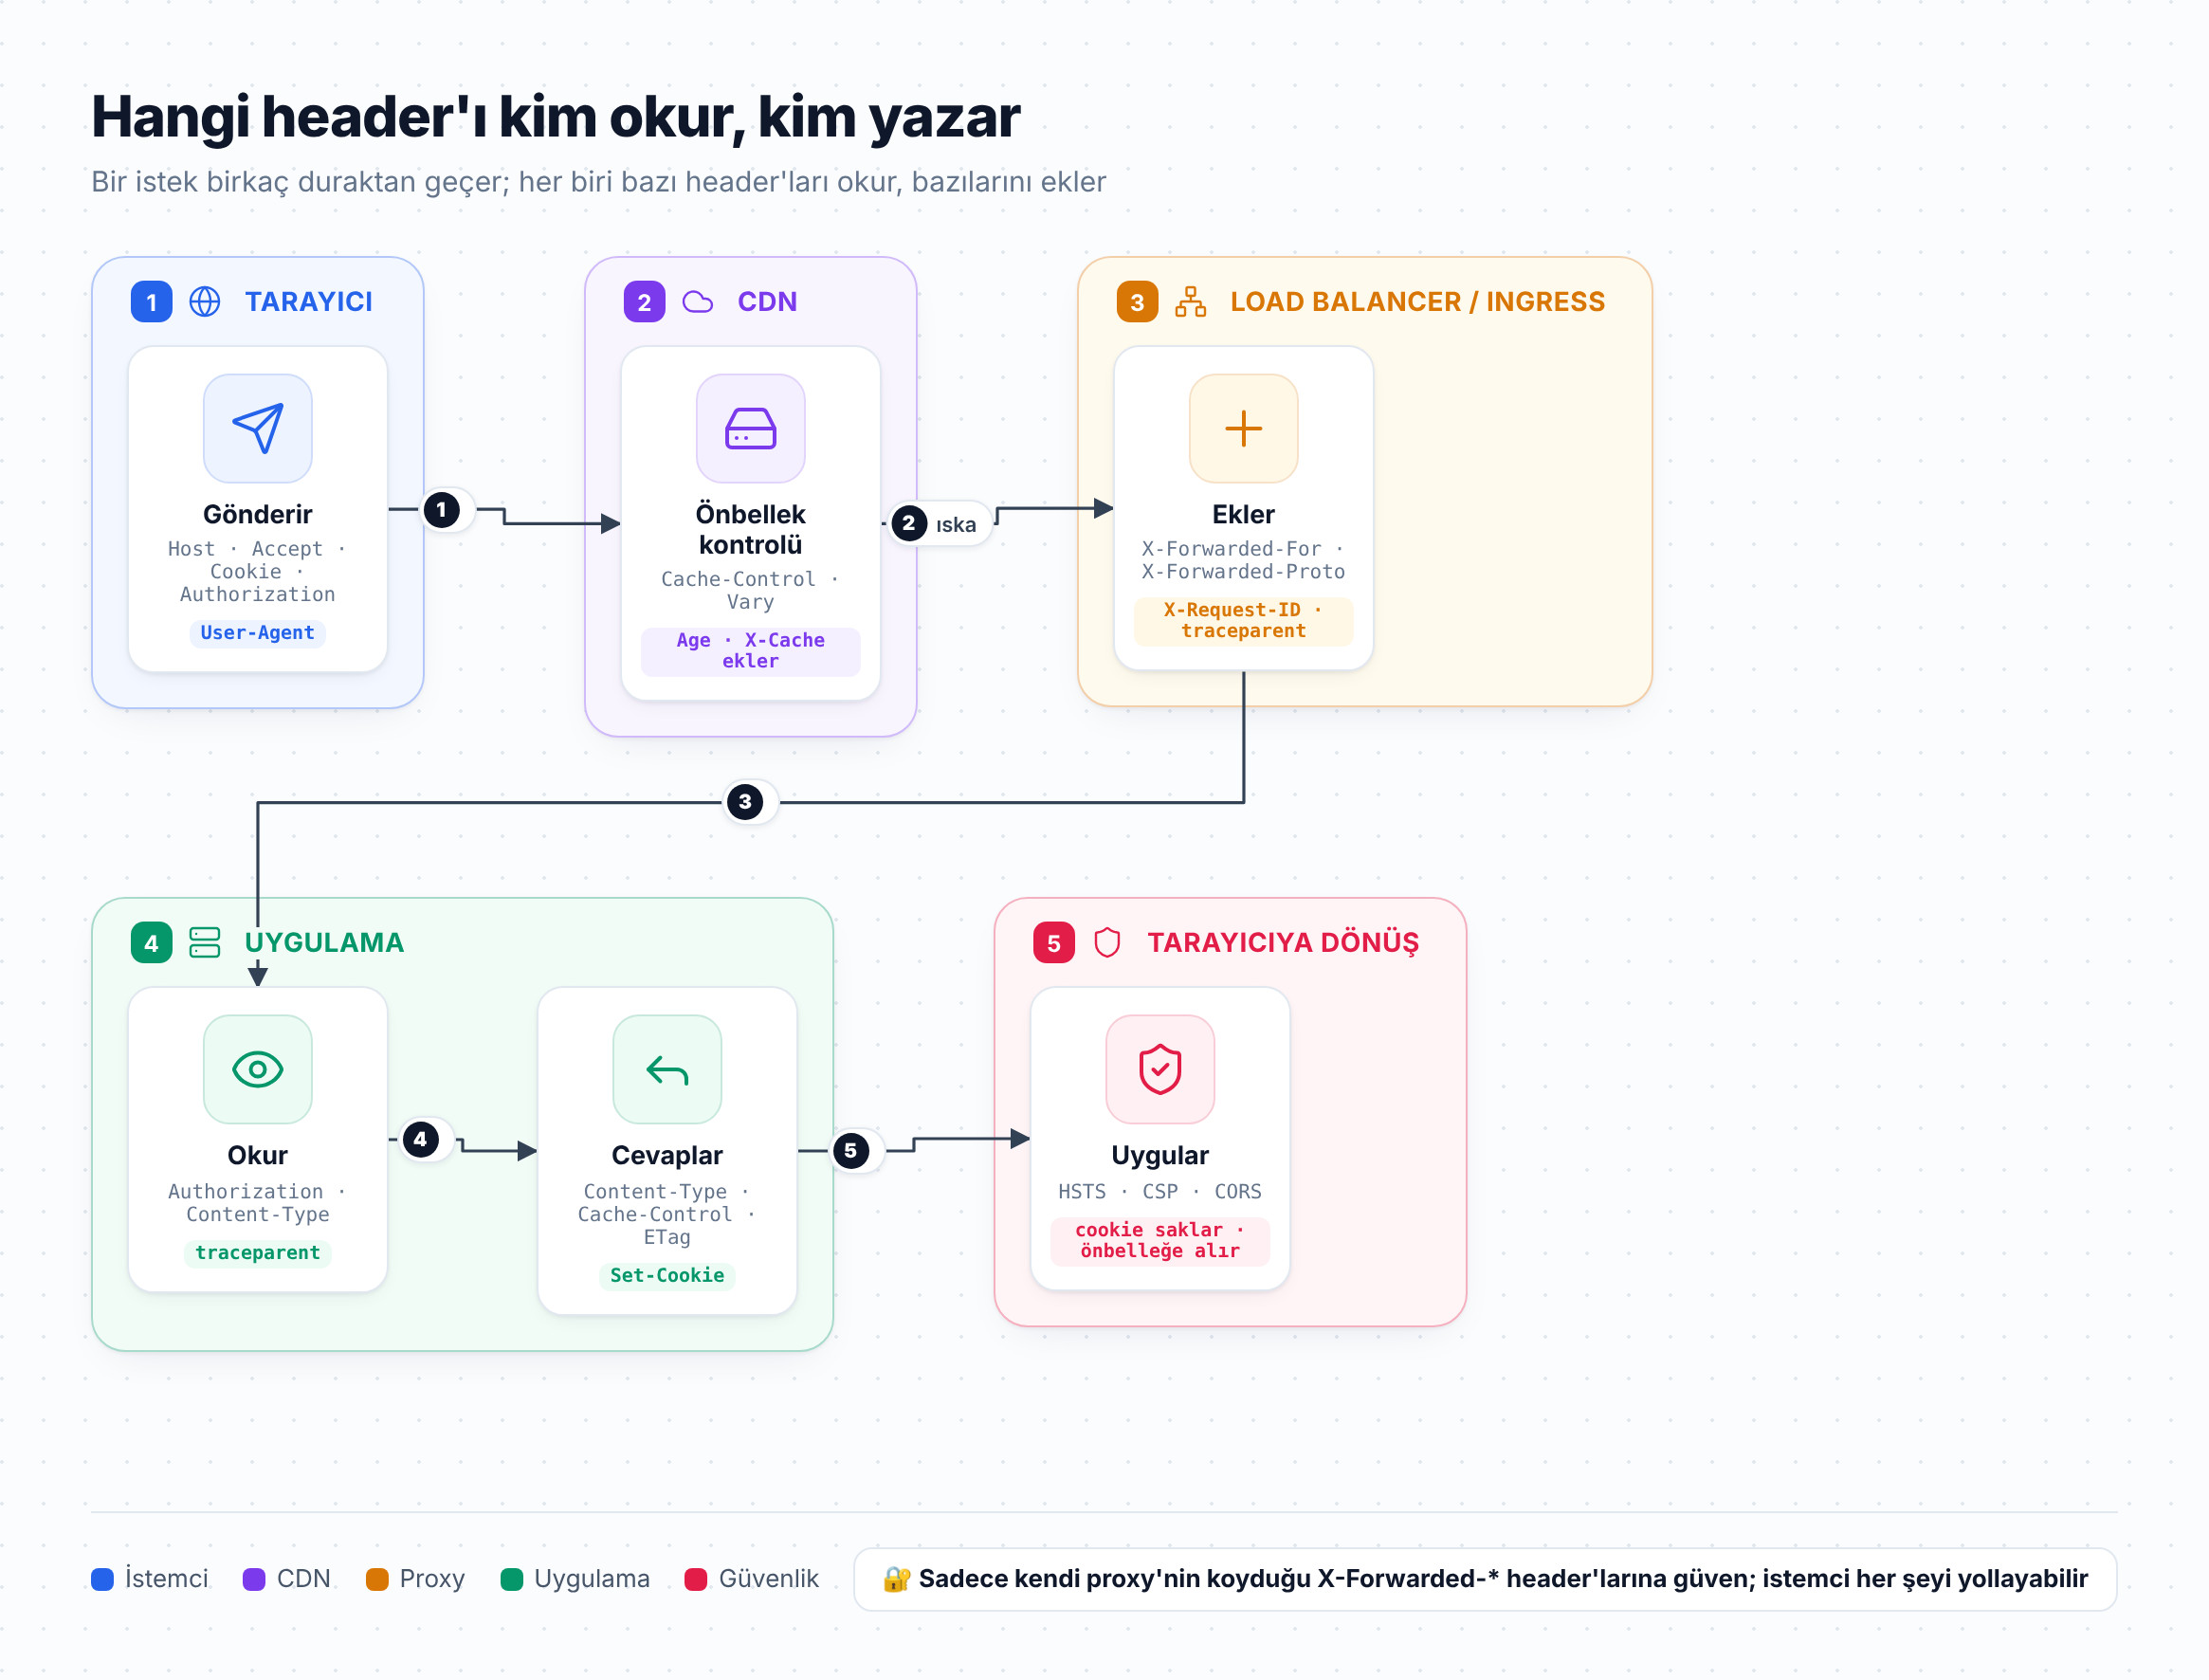 Hangi header'ı kim okur, kim yazar
Bir istek birkaç duraktan geçer; her biri bazı header'ları okur, bazılarını ekler
1 TARAYICI
Gönderir
Host · Accept ·
Cookie ·
Authorization
User-Agent
1
2 CDN
Önbellek
kontrolü
Cache-Control ·
Vary
Age · X-Cache
ekler
2 ıska
3 LOAD BALANCER / INGRESS
Ekler
X-Forwarded-For ·
X-Forwarded-Proto
X-Request-ID ·
traceparent
3
4 UYGULAMA
Okur
Authorization ·
Content-Type
traceparent
4
Cevaplar
Content-Type ·
Cache-Control ·
ETag
Set-Cookie
5
5 TARAYICIYA DÖNÜŞ
Uygular
HSTS · CSP · CORS
cookie saklar ·
önbelleğe alır
İstemci
CDN
Proxy
Uygulama
Güvenlik
🔐 Sadece kendi proxy'nin koyduğu X-Forwarded-* header'larına güven; istemci her şeyi yollayabilir